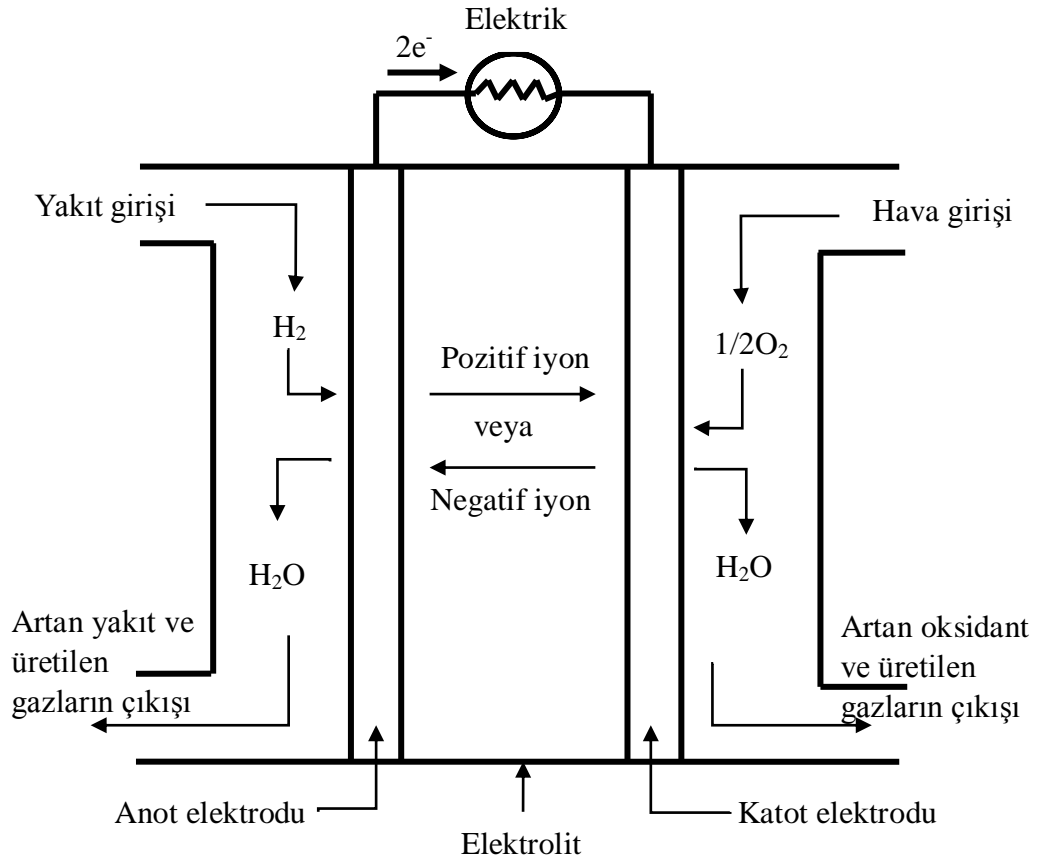 Elektrik
2e⁻
Yakıt girişi
Hava girişi
H₂
1/2O₂
Pozitif iyon
veya
Negatif iyon
H₂O
H₂O
Artan yakıt ve
üretilen
gazların çıkışı
Artan oksidant
ve üretilen
gazların çıkışı
Anot elektrodu
Katot elektrodu
Elektrolit